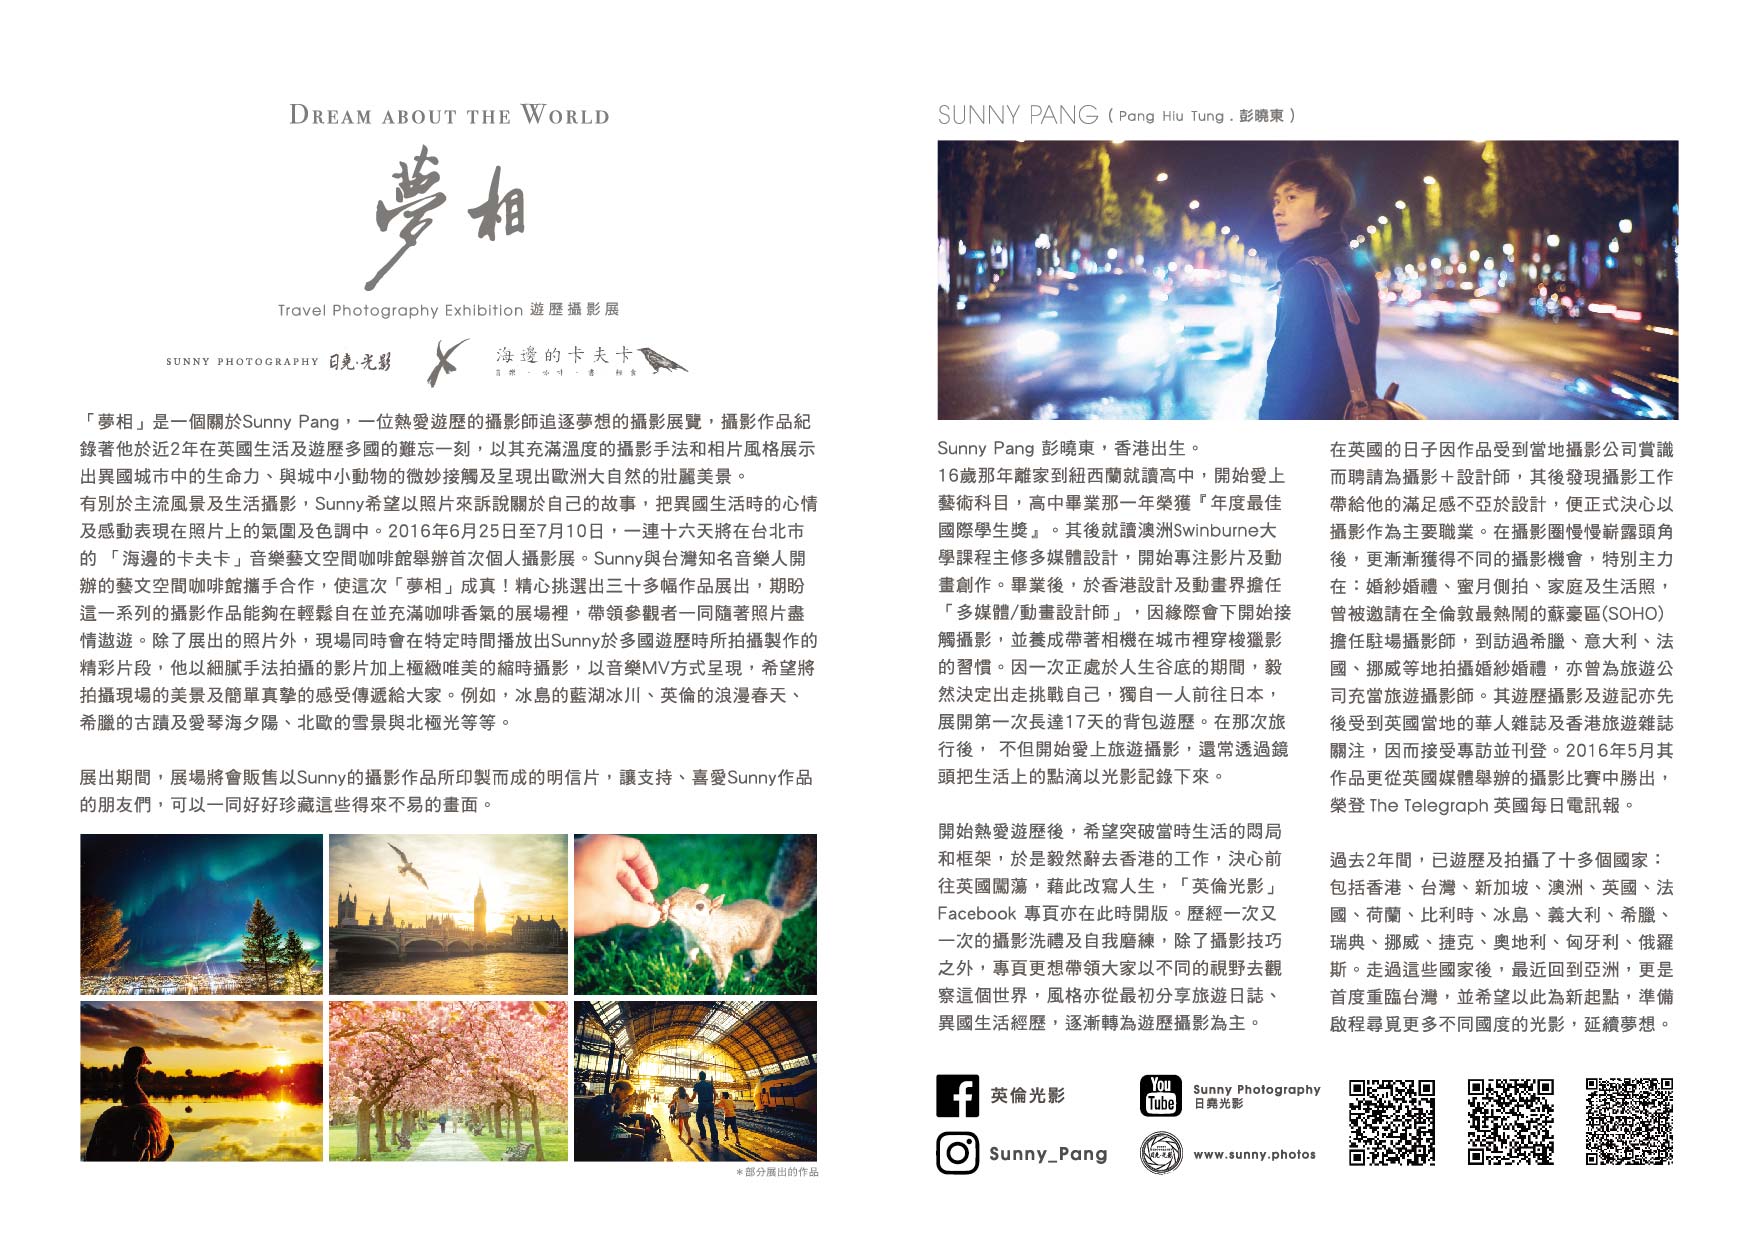 DREAM ABOUT THE WORLD
夢相
Travel Photography Exhibition 遊歷攝影展
SUNNY PHOTOGRAPHY 日堯·光影
海邊的卡夫卡
音樂·咖啡·書·輕食
「夢相」是一個關於Sunny Pang，一位熱愛遊歷的攝影師追逐夢想的攝影展覽，攝影作品紀
錄著他於近2年在英國生活及遊歷多國的難忘一刻，以其充滿溫度的攝影手法和相片風格展示
出異國城市中的生命力、與城中小動物的微妙接觸及呈現出歐洲大自然的壯麗美景。
有別於主流風景及生活攝影，Sunny希望以照片來訴說關於自己的故事，把異國生活時的心情
及感動表現在照片上的氣圍及色調中。2016年6月25日至7月10日，一連十六天將在台北市
的 「海邊的卡夫卡」音樂藝文空間咖啡館舉辦首次個人攝影展。Sunny與台灣知名音樂人開
辦的藝文空間咖啡館攜手合作，使這次「夢相」成真！精心挑選出三十多幅作品展出，期盼
這一系列的攝影作品能夠在輕鬆自在並充滿咖啡香氣的展場裡，帶領參觀者一同隨著照片盡
情遨遊。除了展出的照片外，現場同時會在特定時間播放出Sunny於多國遊歷時所拍攝製作的
精彩片段，他以細膩手法拍攝的影片加上極緻唯美的縮時攝影，以音樂MV方式呈現，希望將
拍攝現場的美景及簡單真摯的感受傳遞給大家。例如，冰島的藍湖冰川、英倫的浪漫春天、
希臘的古蹟及愛琴海夕陽、北歐的雪景與北極光等等。
展出期間，展場將會販售以Sunny的攝影作品所印製而成的明信片，讓支持、喜愛Sunny作品
的朋友們，可以一同好好珍藏這些得來不易的畫面。
＊部分展出的作品
SUNNY PANG（ Pang Hiu Tung . 彭曉東 ）
Sunny Pang 彭曉東，香港出生。
16歲那年離家到紐西蘭就讀高中，開始愛上
藝術科目，高中畢業那一年榮獲『年度最佳
國際學生獎』。其後就讀澳洲Swinburne大
學課程主修多媒體設計，開始專注影片及動
畫創作。畢業後，於香港設計及動畫界擔任
「多媒體/動畫設計師」，因緣際會下開始接
觸攝影，並養成帶著相機在城市裡穿梭獵影
的習慣。因一次正處於人生谷底的期間，毅
然決定出走挑戰自己，獨自一人前往日本，
展開第一次長達17天的背包遊歷。在那次旅
行後， 不但開始愛上旅遊攝影，還常透過鏡
頭把生活上的點滴以光影記錄下來。
開始熱愛遊歷後，希望突破當時生活的悶局
和框架，於是毅然辭去香港的工作，決心前
往英國闖蕩，藉此改寫人生，「英倫光影」
Facebook 專頁亦在此時開版。歷經一次又
一次的攝影洗禮及自我磨練，除了攝影技巧
之外，專頁更想帶領大家以不同的視野去觀
察這個世界，風格亦從最初分享旅遊日誌、
異國生活經歷，逐漸轉為遊歷攝影為主。
在英國的日子因作品受到當地攝影公司賞識
而聘請為攝影＋設計師，其後發現攝影工作
帶給他的滿足感不亞於設計，便正式決心以
攝影作為主要職業。在攝影圈慢慢嶄露頭角
後，更漸漸獲得不同的攝影機會，特別主力
在：婚紗婚禮、蜜月側拍、家庭及生活照，
曾被邀請在全倫敦最熱鬧的蘇豪區(SOHO)
擔任駐場攝影師，到訪過希臘、意大利、法
國、挪威等地拍攝婚紗婚禮，亦曾為旅遊公
司充當旅遊攝影師。其遊歷攝影及遊記亦先
後受到英國當地的華人雜誌及香港旅遊雜誌
關注，因而接受專訪並刊登。2016年5月其
作品更從英國媒體舉辦的攝影比賽中勝出，
榮登 The Telegraph 英國每日電訊報。
過去2年間，已遊歷及拍攝了十多個國家：
包括香港、台灣、新加坡、澳洲、英國、法
國、荷蘭、比利時、冰島、義大利、希臘、
瑞典、挪威、捷克、奧地利、匈牙利、俄羅
斯。走過這些國家後，最近回到亞洲，更是
首度重臨台灣，並希望以此為新起點，準備
啟程尋覓更多不同國度的光影，延續夢想。
英倫光影
Sunny_Pang
You Tube
Sunny Photography
日堯光影
www.sunny.photos